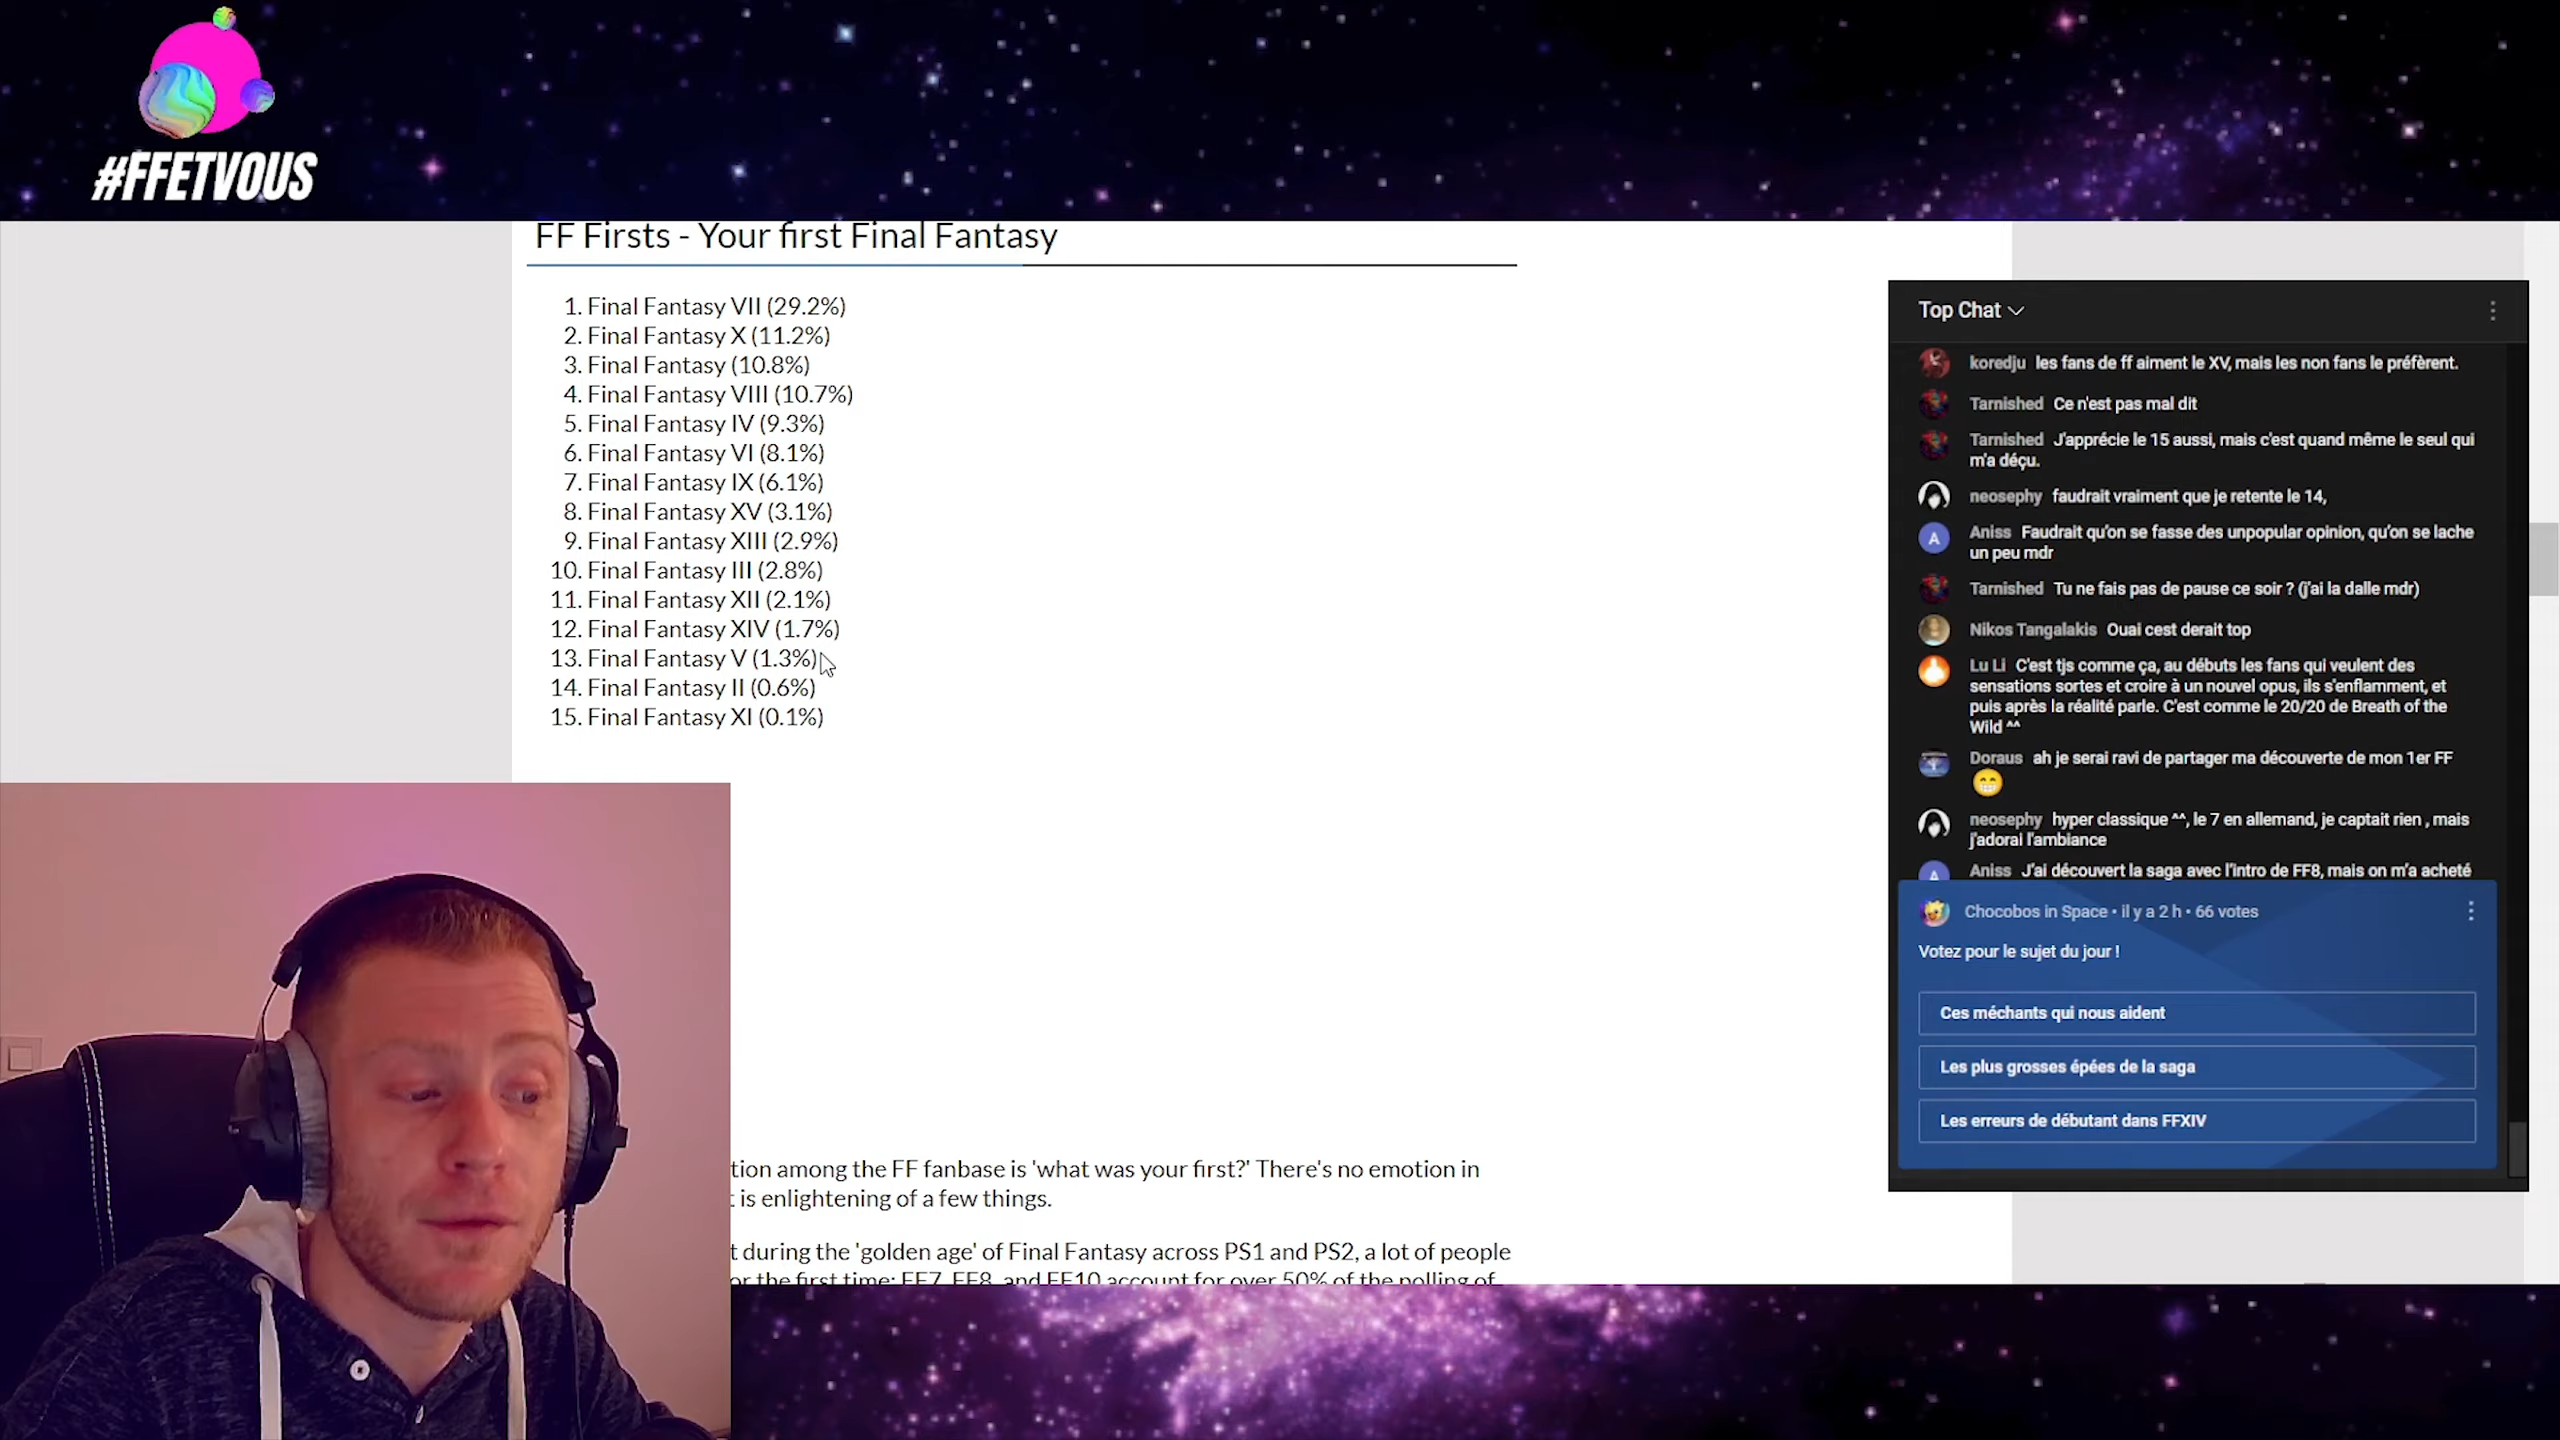 #FFETVOUS
FF Firsts - Your first Final Fantasy
1. Final Fantasy VII (29.2%)
2. Final Fantasy X (11.2%)
3. Final Fantasy (10.8%)
4. Final Fantasy VIII (10.7%)
5. Final Fantasy IV (9.3%)
6. Final Fantasy VI (8.1%)
7. Final Fantasy IX (6.1%)
8. Final Fantasy XV (3.1%)
9. Final Fantasy XIII (2.9%)
10. Final Fantasy III (2.8%)
11. Final Fantasy XII (2.1%)
12. Final Fantasy XIV (1.7%)
13. Final Fantasy V (1.3%)
14. Final Fantasy II (0.6%)
15. Final Fantasy XI (0.1%)
tion among the FF fanbase is 'what was your first?' There's no emotion in
is enlightening of a few things.
t during the 'golden age' of Final Fantasy across PS1 and PS2, a lot of people
or the first time: FF7, FF8, and FF10 account for over 50% of the polling of
Top Chat
koredju les fans de ff aiment le XV, mais les non fans le préfèrent.
Tarnished Ce n'est pas mal dit
Tarnished J'apprécie le 15 aussi, mais c'est quand même le seul qui
m'a déçu.
neosephy faudrait vraiment que je retente le 14,
A
Aniss Faudrait qu'on se fasse des unpopular opinion, qu'on se lache
un peu mdr
Tarnished Tu ne fais pas de pause ce soir ? (j'ai la dalle mdr)
Nikos Tangalakis Ouai cest derait top
Lu Li C'est tjs comme ça, au débuts les fans qui veulent des
sensations sortes et croire à un nouvel opus, ils s'enflamment, et
puis après la réalité parle. C'est comme le 20/20 de Breath of the
Wild ^^
Doraus ah je serai ravi de partager ma découverte de mon 1er FF
😁
neosephy hyper classique ^^, le 7 en allemand, je captait rien , mais
j'adorai l'ambiance
A
Aniss J'ai découvert la saga avec l'intro de FF8, mais on m'a acheté
Chocobos in Space • il y a 2 h • 66 votes
Votez pour le sujet du jour !
Ces méchants qui nous aident
Les plus grosses épées de la saga
Les erreurs de débutant dans FFXIV